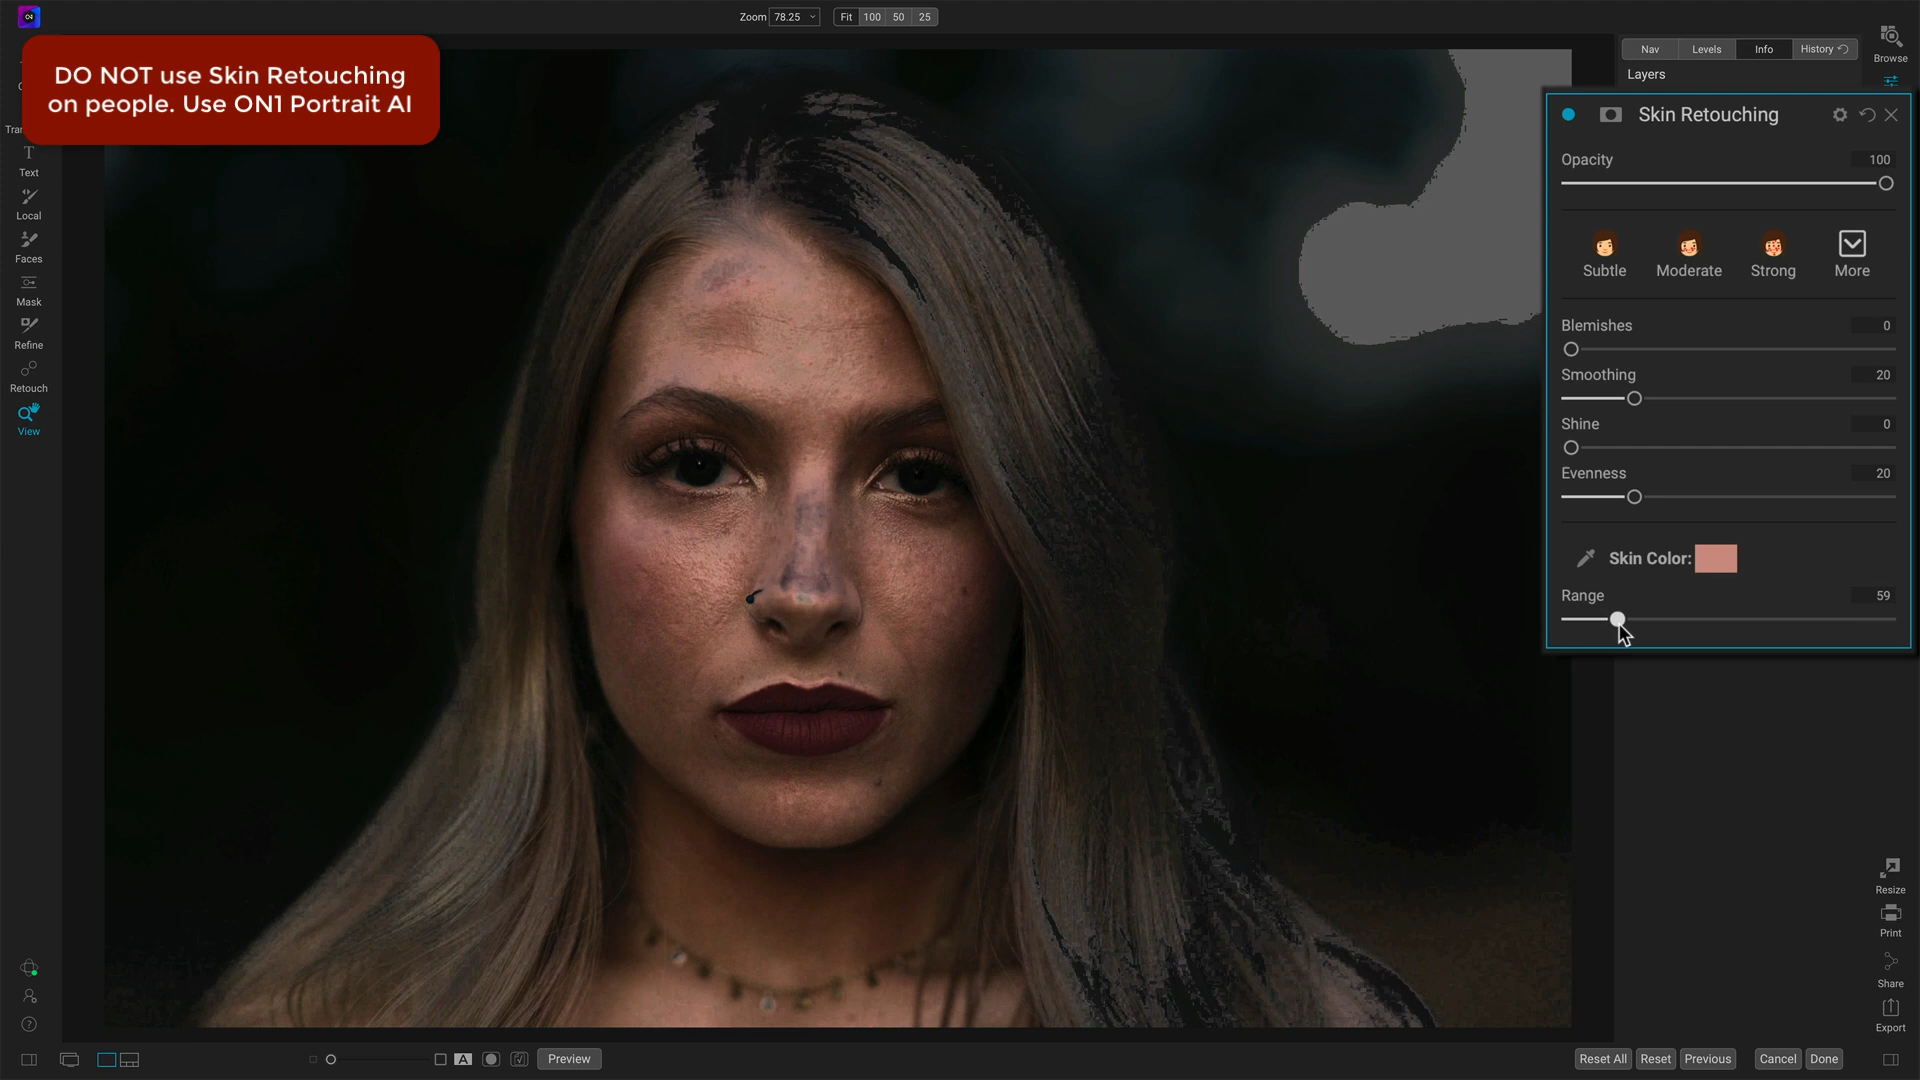 Zoom 78.25
Fit 100 50 25
DO NOT use Skin Retouching
on people. Use ON1 Portrait AI
Text
Local
Faces
Mask
Refine
Retouch
View
Nav Levels Info History
Layers
Browse
Skin Retouching
Opacity 100
Subtle Moderate Strong More
Blemishes 0
Smoothing 20
Shine 0
Evenness 20
Skin Color:
Range 59
Resize
Print
Share
Export
A
Preview
Reset All Reset Previous Cancel Done